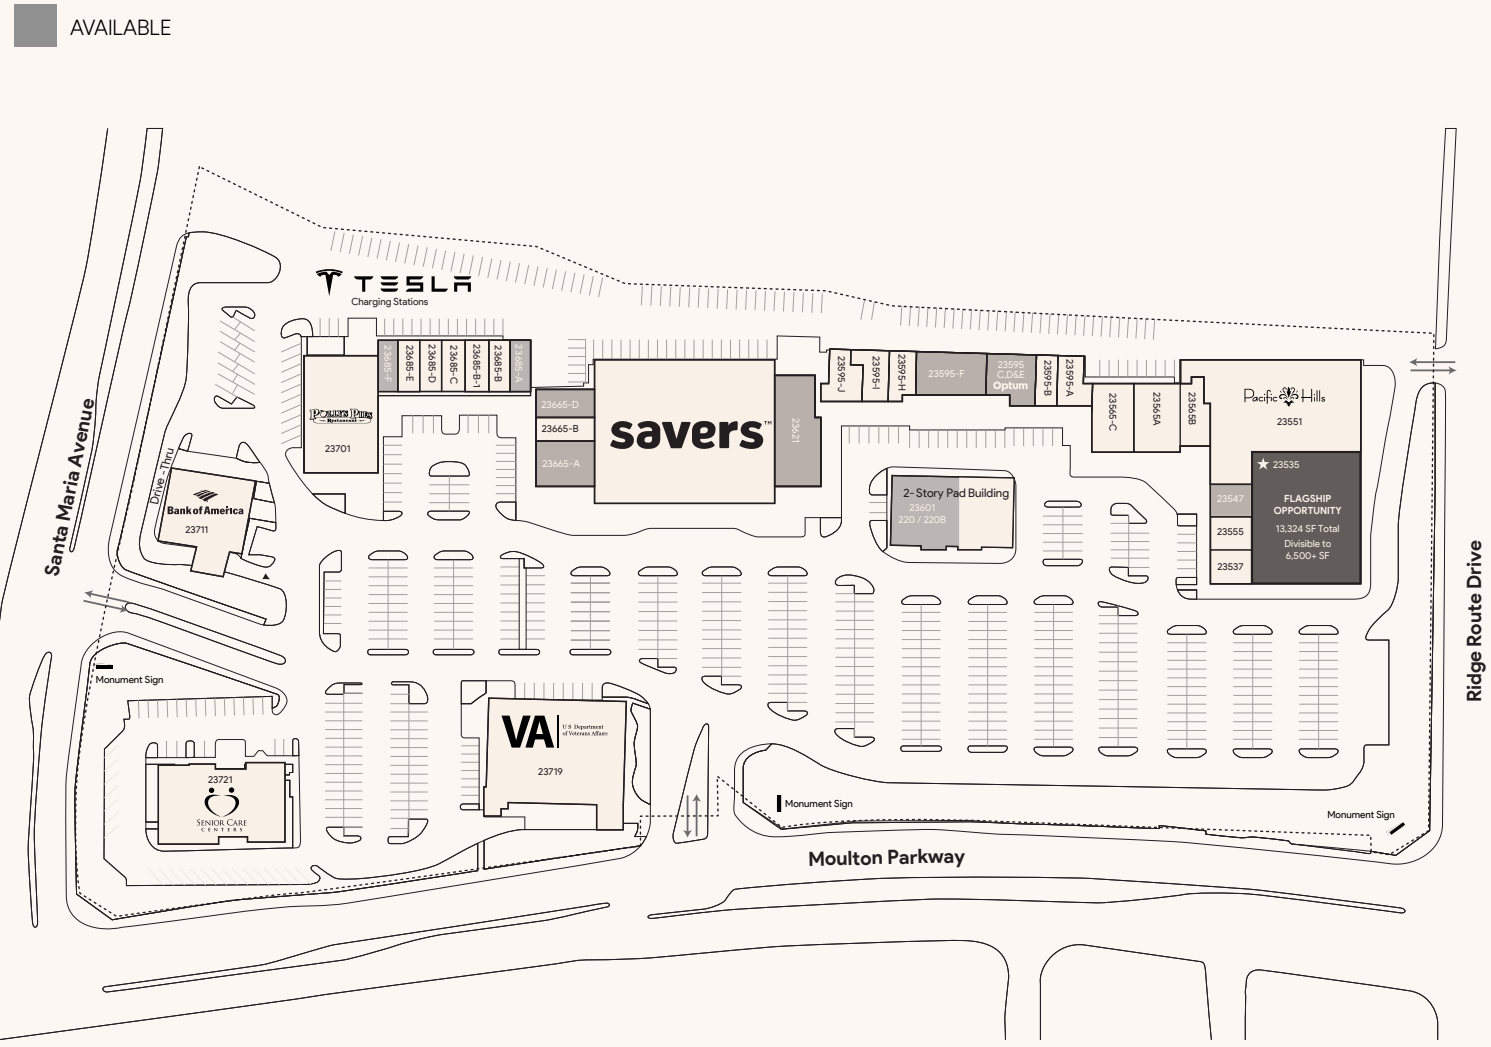 AVAILABLE
TESLA
Charging Stations
Santa Maria Avenue
Drive -Thru
Bank of America
23711
Polly's Pies
Restaurant
23701
23685-F
23685-E
23685-D
23685-C
23685-B-1
23685-B
23685-A
23665-D
23665-B
23665-A
savers™
23621
23595-J
23595-I
23595-H
23595-F
23595
C,D&E
Optum
23595-B
23595-A
23565-C
23565A
23565B
Pacific Hills
23551
★ 23535
FLAGSHIP
OPPORTUNITY
13,324 SF Total
Divisible to
6,500+ SF
23547
23555
23537
2- Story Pad Building
23601
220 / 220B
Ridge Route Drive
Monument Sign
23721
SENIOR CARE
CENTERS
VA
U.S. Department
of Veterans Affairs
23719
Monument Sign
Monument Sign
Moulton Parkway